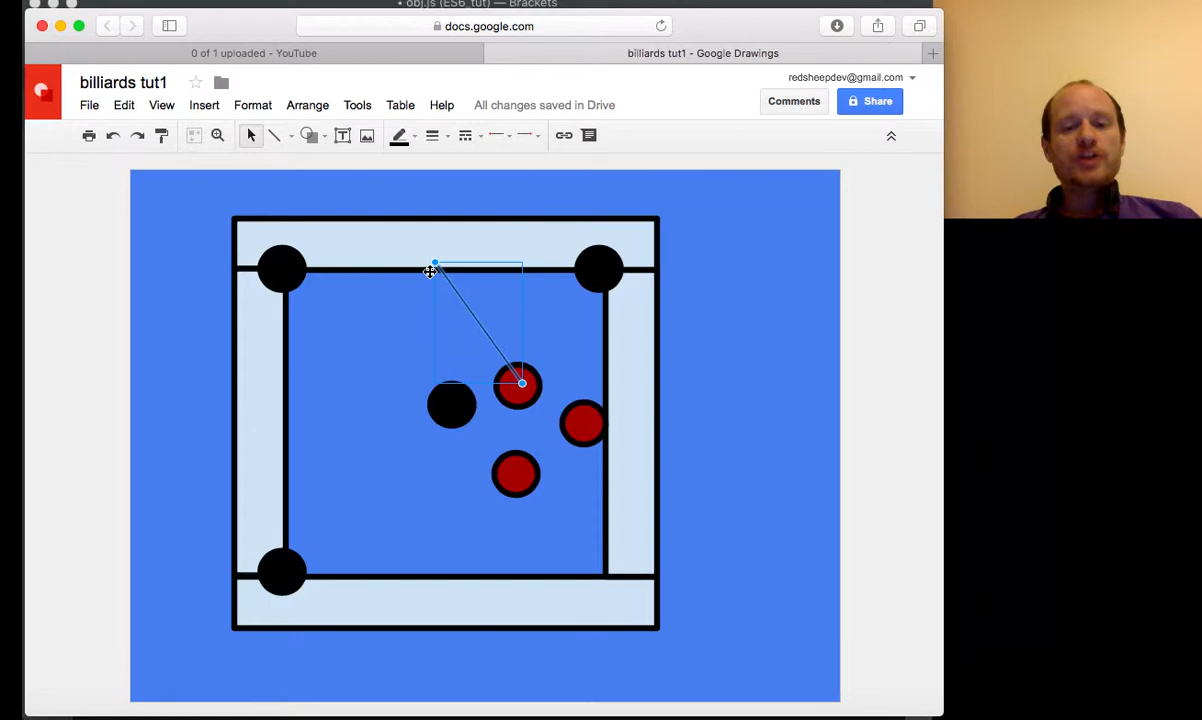 • obj.js (ES6_tut) — Brackets
docs.google.com
0 of 1 uploaded - YouTube
billiards tut1 - Google Drawings
billiards tut1
redsheepdev@gmail.com
File Edit View Insert Format Arrange Tools Table Help All changes saved in Drive
Comments
Share